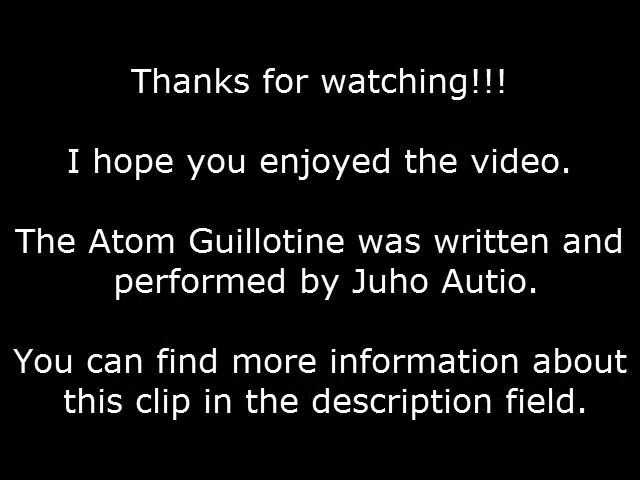 Thanks for watching!!!
I hope you enjoyed the video.
The Atom Guillotine was written and
performed by Juho Autio.
You can find more information about
this clip in the description field.